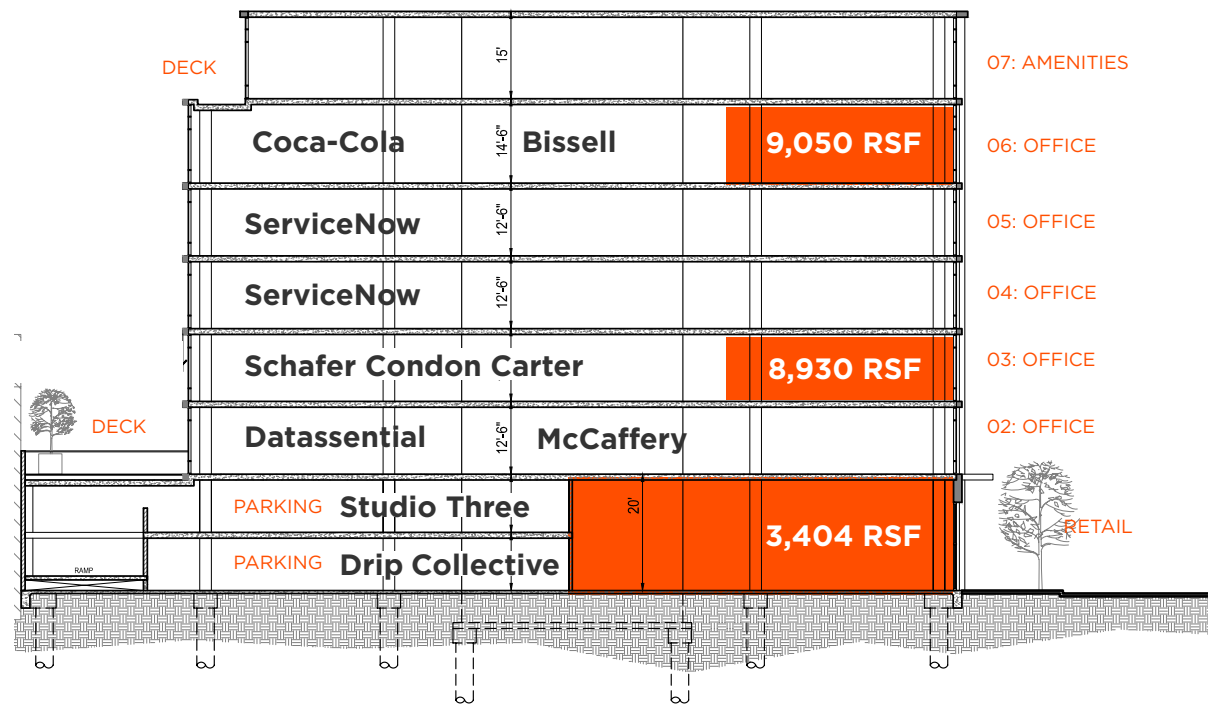 DECK
15'
07: AMENITIES
Coca-Cola
14'-6"
Bissell
9,050 RSF
06: OFFICE
ServiceNow
12'-6"
05: OFFICE
ServiceNow
12'-6"
04: OFFICE
Schafer Condon Carter
8,930 RSF
03: OFFICE
DECK
Datassential
12'-6"
McCaffery
02: OFFICE
PARKING
Studio Three
20'
3,404 RSF
RETAIL
PARKING
Drip Collective
RAMP